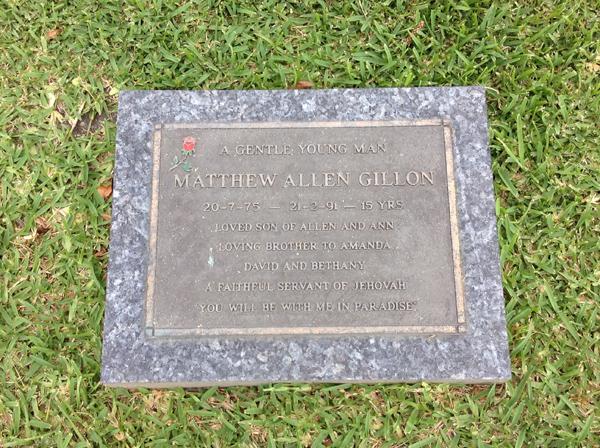 A GENTLE, YOUNG MAN
MATTHEW ALLEN GILLON
20-7-75 — 21-2-91 — 15 YRS
LOVED SON OF ALLEN AND ANN
LOVING BROTHER TO AMANDA,
DAVID AND BETHANY
A FAITHFUL SERVANT OF JEHOVAH
"YOU WILL BE WITH ME IN PARADISE"